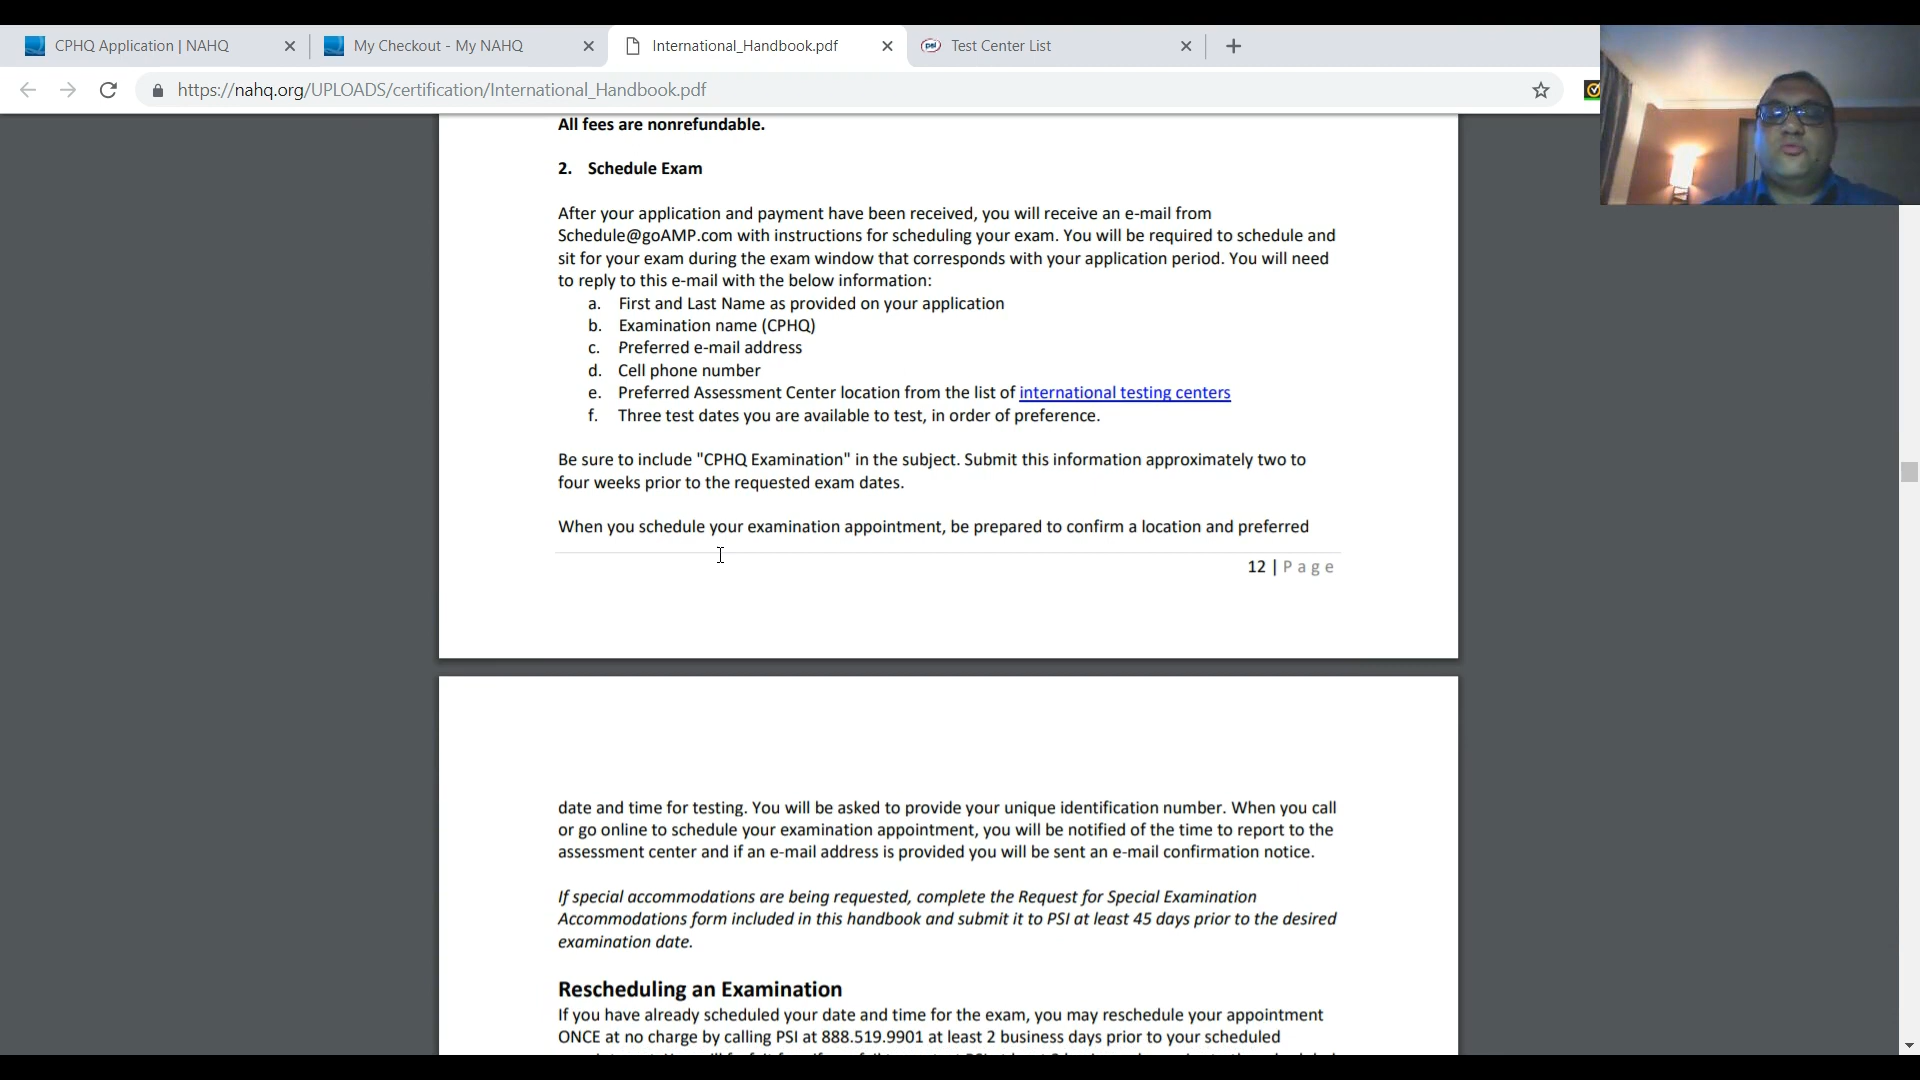 CPHQ Application | NAHQ
My Checkout - My NAHQ
International_Handbook.pdf
psi
Test Center List
https://nahq.org/UPLOADS/certification/International_Handbook.pdf
All fees are nonrefundable.
2. Schedule Exam
After your application and payment have been received, you will receive an e-mail from
Schedule@goAMP.com with instructions for scheduling your exam. You will be required to schedule and
sit for your exam during the exam window that corresponds with your application period. You will need
to reply to this e-mail with the below information:
a. First and Last Name as provided on your application
b. Examination name (CPHQ)
c. Preferred e-mail address
d. Cell phone number
e. Preferred Assessment Center location from the list of international testing centers
f. Three test dates you are available to test, in order of preference.
Be sure to include "CPHQ Examination" in the subject. Submit this information approximately two to
four weeks prior to the requested exam dates.
When you schedule your examination appointment, be prepared to confirm a location and preferred
12 | Page
date and time for testing. You will be asked to provide your unique identification number. When you call
or go online to schedule your examination appointment, you will be notified of the time to report to the
assessment center and if an e-mail address is provided you will be sent an e-mail confirmation notice.
If special accommodations are being requested, complete the Request for Special Examination
Accommodations form included in this handbook and submit it to PSI at least 45 days prior to the desired
examination date.
Rescheduling an Examination
If you have already scheduled your date and time for the exam, you may reschedule your appointment
ONCE at no charge by calling PSI at 888.519.9901 at least 2 business days prior to your scheduled